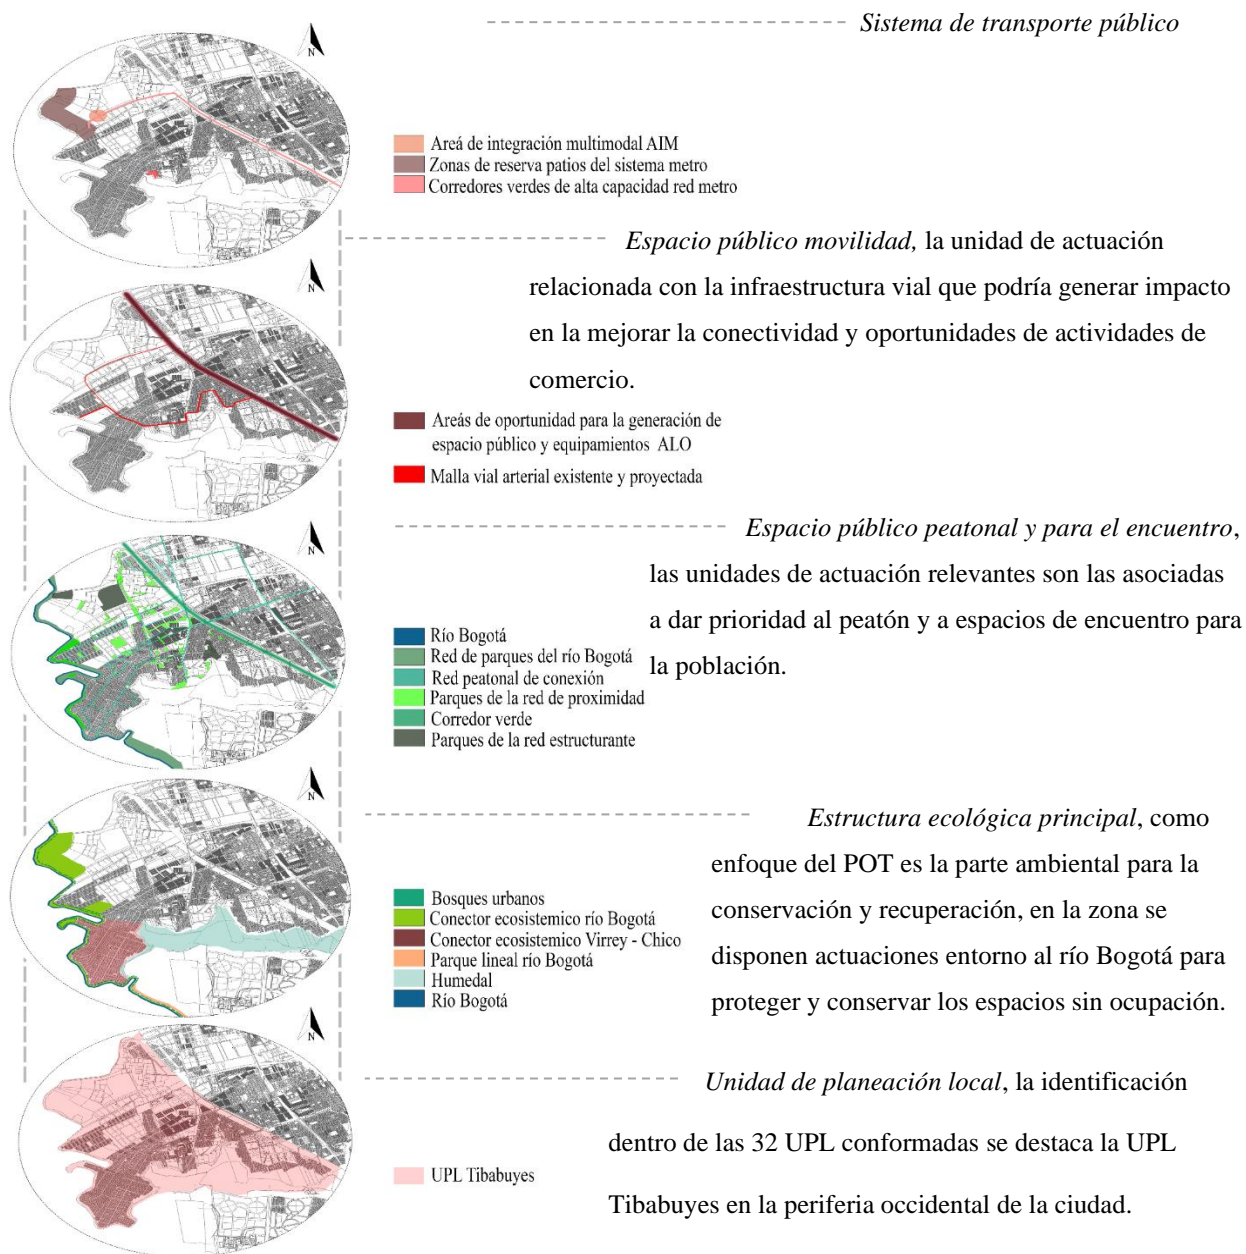 Sistema de transporte público
N
Areá de integración multimodal AIM
Zonas de reserva patios del sistema metro
Corredores verdes de alta capacidad red metro
Espacio público movilidad, la unidad de actuación
relacionada con la infraestructura vial que podría generar impacto
en la mejorar la conectividad y oportunidades de actividades de
comercio.
N
Areás de oportunidad para la generación de
espacio público y equipamientos ALO
Malla vial arterial existente y proyectada
Espacio público peatonal y para el encuentro,
las unidades de actuación relevantes son las asociadas
a dar prioridad al peatón y a espacios de encuentro para
la población.
N
Río Bogotá
Red de parques del río Bogotá
Red peatonal de conexión
Parques de la red de proximidad
Corredor verde
Parques de la red estructurante
Estructura ecológica principal, como
enfoque del POT es la parte ambiental para la
conservación y recuperación, en la zona se
disponen actuaciones entorno al río Bogotá para
proteger y conservar los espacios sin ocupación.
N
Bosques urbanos
Conector ecosistemico río Bogotá
Conector ecosistemico Virrey - Chico
Parque lineal río Bogotá
Humedal
Río Bogotá
Unidad de planeación local, la identificación
dentro de las 32 UPL conformadas se destaca la UPL
Tibabuyes en la periferia occidental de la ciudad.
N
UPL Tibabuyes